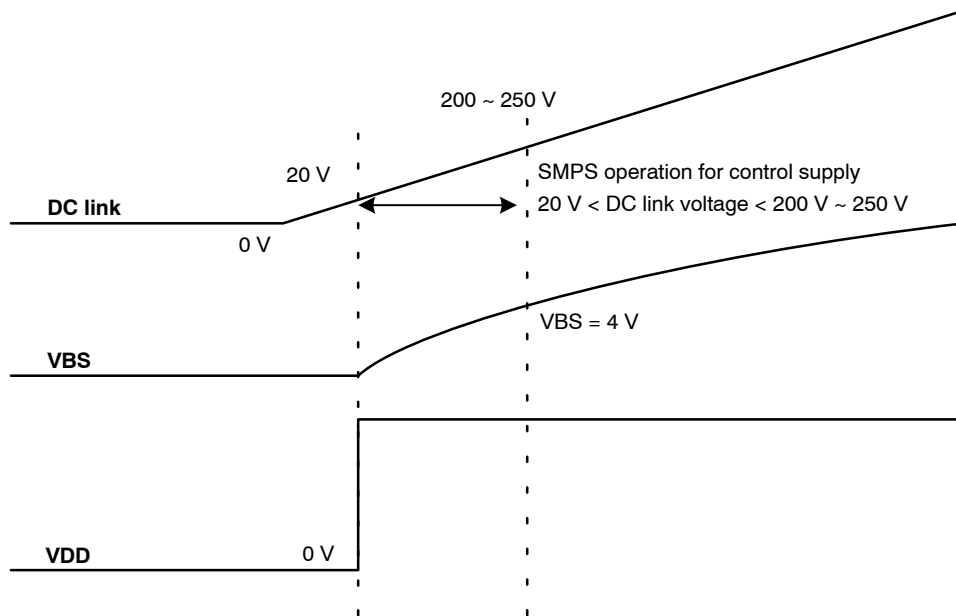 200 ~ 250 V
20 V
SMPS operation for control supply
DC link
20 V < DC link voltage < 200 V ~ 250 V
0 V
VBS = 4 V
VBS
VDD
0 V